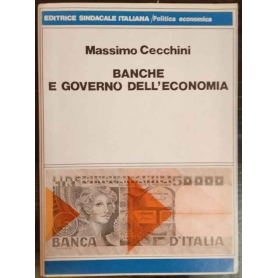 EDITRICE SINDACALE ITALIANA/Politica economica
Massimo Cecchini
BANCHE
E GOVERNO DELL'ECONOMIA
BANCA D'ITALIA